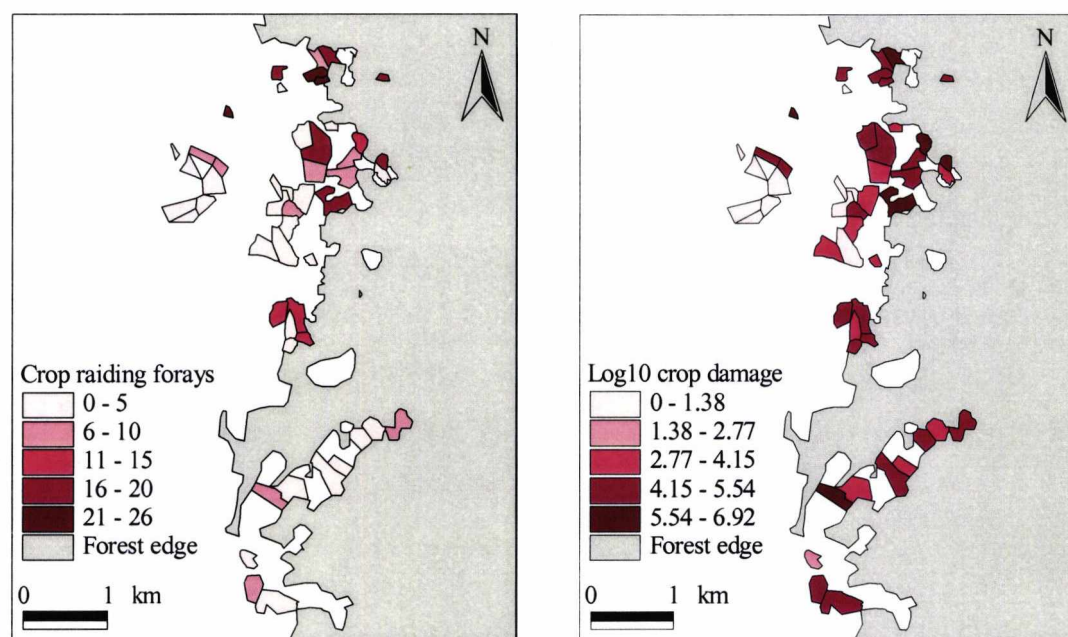 N
Crop raiding forays
0 - 5
6 - 10
11 - 15
16 - 20
21 - 26
Forest edge
0 1 km
N
Log10 crop damage
0 - 1.38
1.38 - 2.77
2.77 - 4.15
4.15 - 5.54
5.54 - 6.92
Forest edge
0 1 km